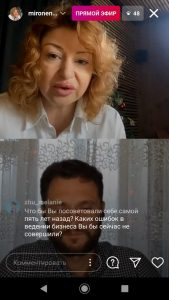 mironen...
ПРЯМОЙ ЭФИР
48
zhu_melanie
Что бы Вы посоветовали себе самой
пять лет назад? Каких ошибок в
ведении бизнеса Вы бы сейчас не
совершили?
Комментировать